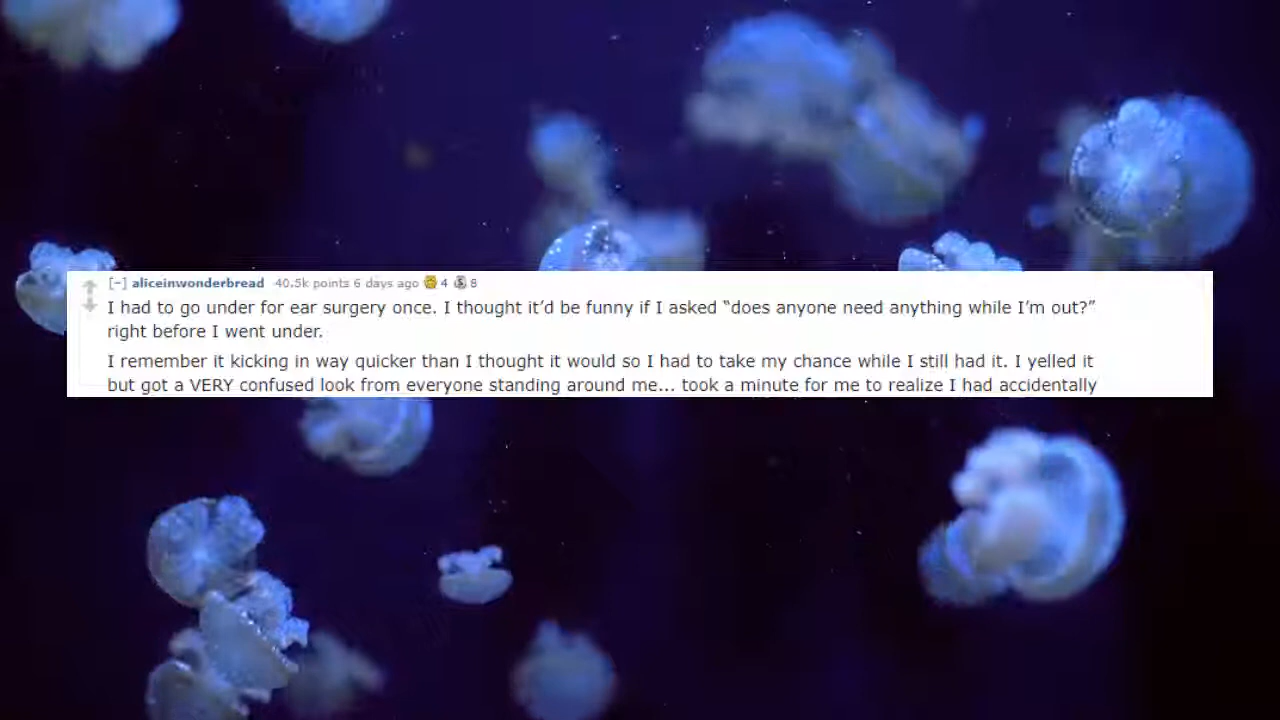 [−] aliceinwonderbread 40.5k points 6 days ago 4 8
I had to go under for ear surgery once. I thought it’d be funny if I asked “does anyone need anything while I’m out?”
right before I went under.
I remember it kicking in way quicker than I thought it would so I had to take my chance while I still had it. I yelled it
but got a VERY confused look from everyone standing around me... took a minute for me to realize I had accidentally